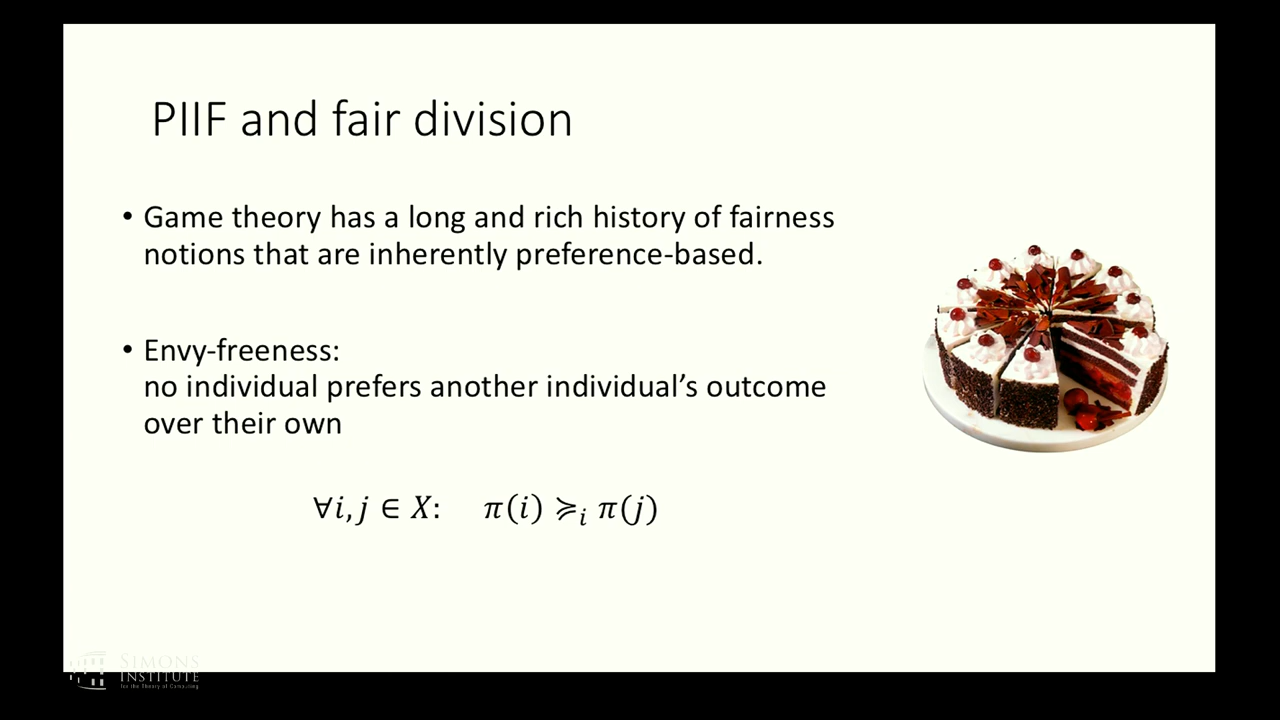 PIIF and fair division
• Game theory has a long and rich history of fairness
notions that are inherently preference-based.
• Envy-freeness:
no individual prefers another individual’s outcome
over their own
∀i, j ∈ X: π(i) ≽ᵢ π(j)
SIMONS
INSTITUTE
for the Theory of Computing